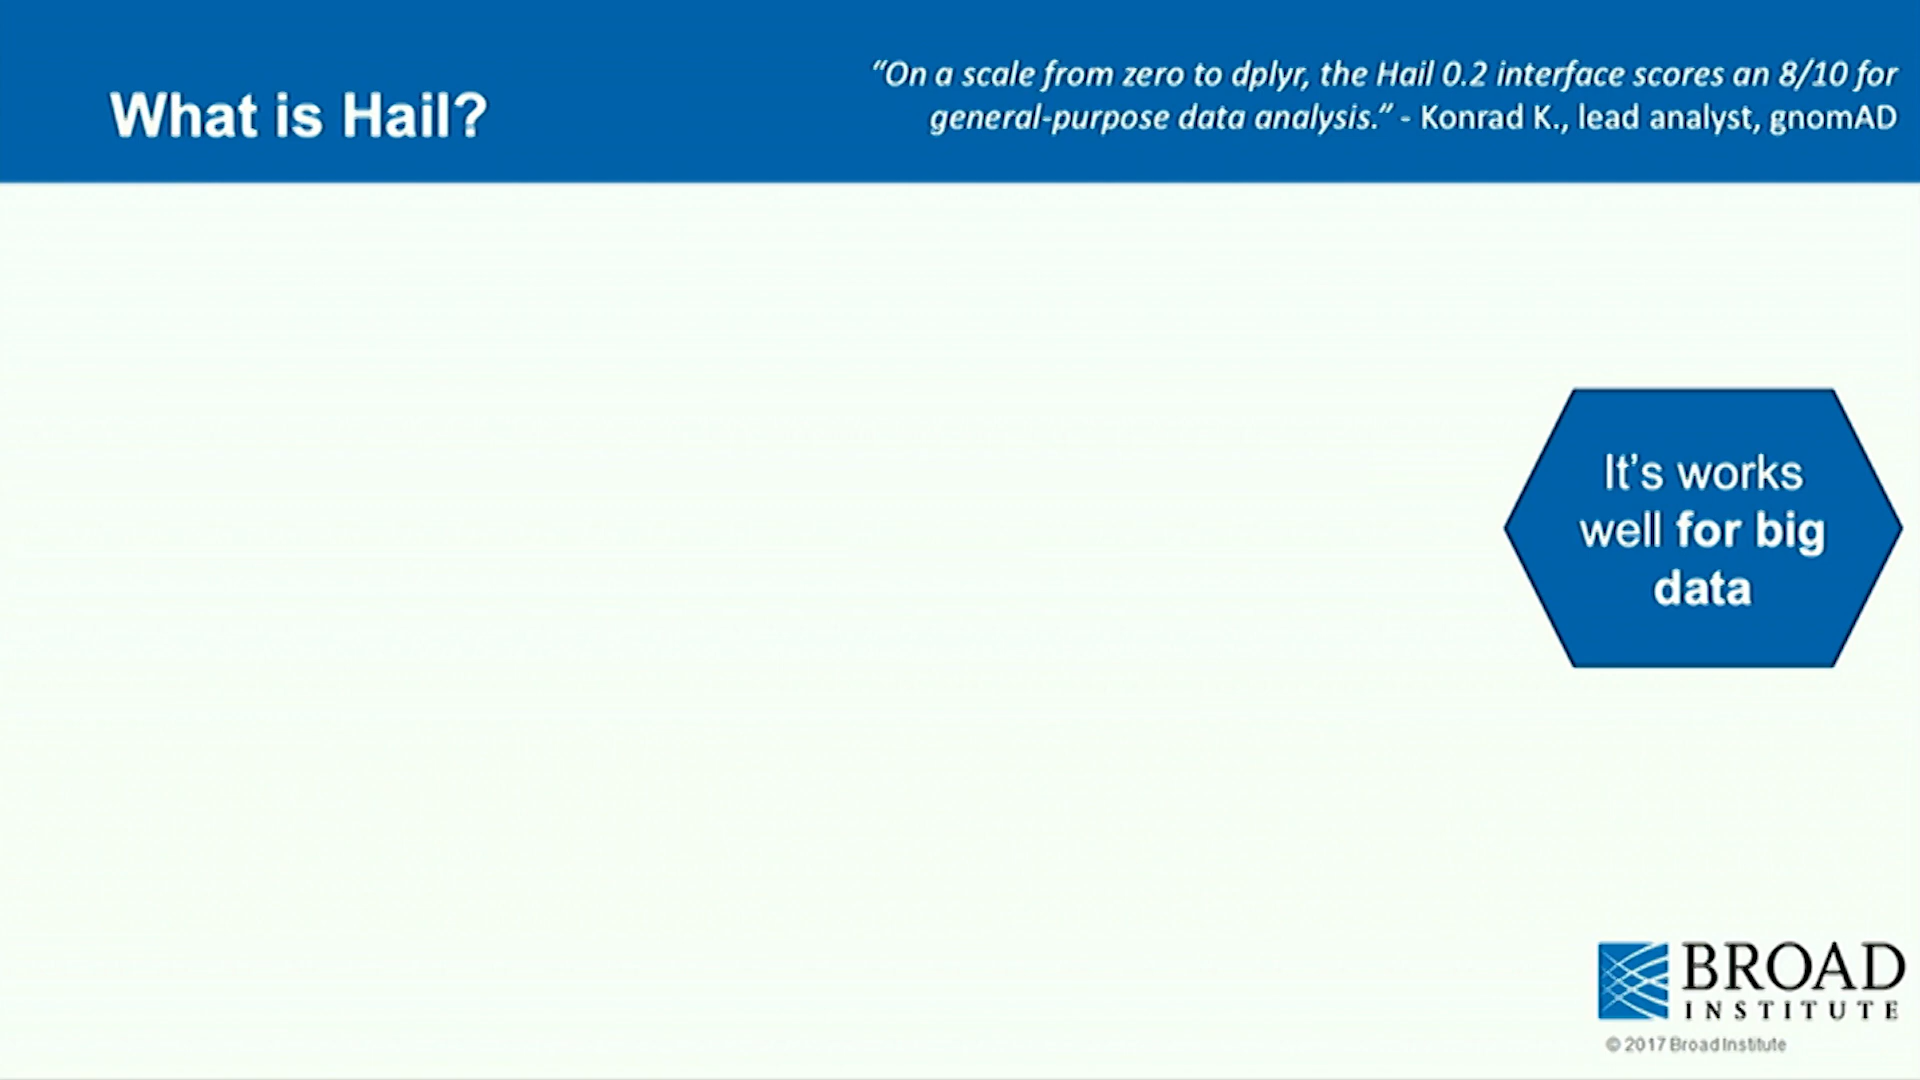 What is Hail?
“On a scale from zero to dplyr, the Hail 0.2 interface scores an 8/10 for
general-purpose data analysis.” - Konrad K., lead analyst, gnomAD
It’s works
well for big
data
BROAD
INSTITUTE
© 2017 Broad Institute